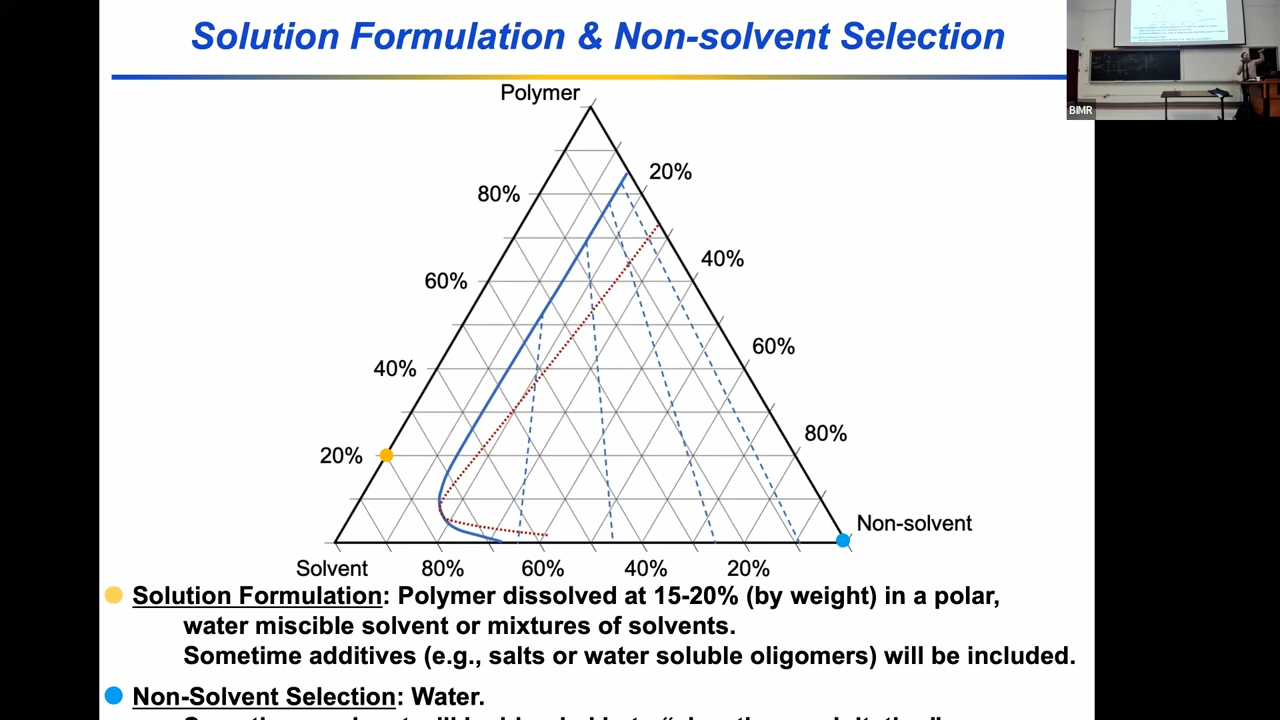 Solution Formulation & Non-solvent Selection
BIMR
Polymer
20%
80%
40%
60%
60%
40%
80%
20%
Non-solvent
Solvent 80% 60% 40% 20%
Solution Formulation: Polymer dissolved at 15-20% (by weight) in a polar,
water miscible solvent or mixtures of solvents.
Sometime additives (e.g., salts or water soluble oligomers) will be included.
Non-Solvent Selection: Water.